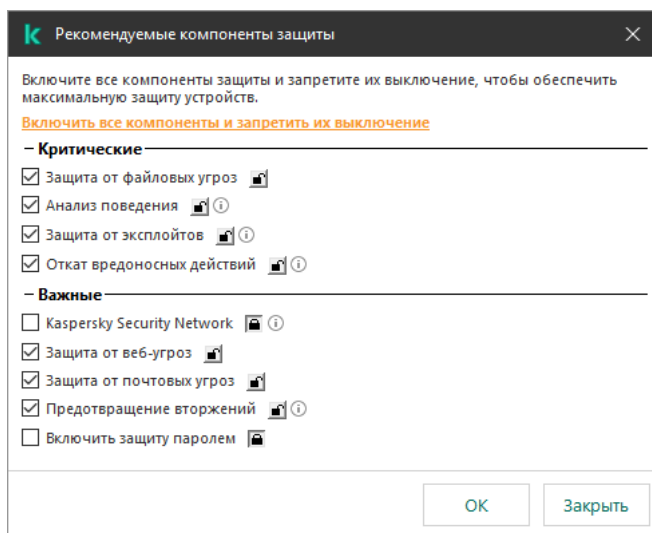 Рекомендуемые компоненты защиты
Включите все компоненты защиты и запретите их выключение, чтобы обеспечить
максимальную защиту устройств.
Включить все компоненты и запретить их выключение
Критические
Защита от файловых угроз
Анализ поведения
Защита от эксплойтов
Откат вредоносных действий
Важные
Kaspersky Security Network
Защита от веб-угроз
Защита от почтовых угроз
Предотвращение вторжений
Включить защиту паролем
ОК
Закрыть